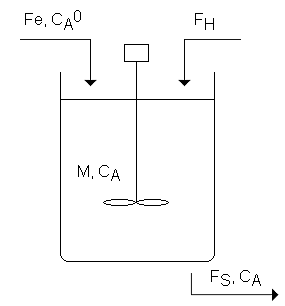 Fe, CA0
FH
M, CA
FS, CA